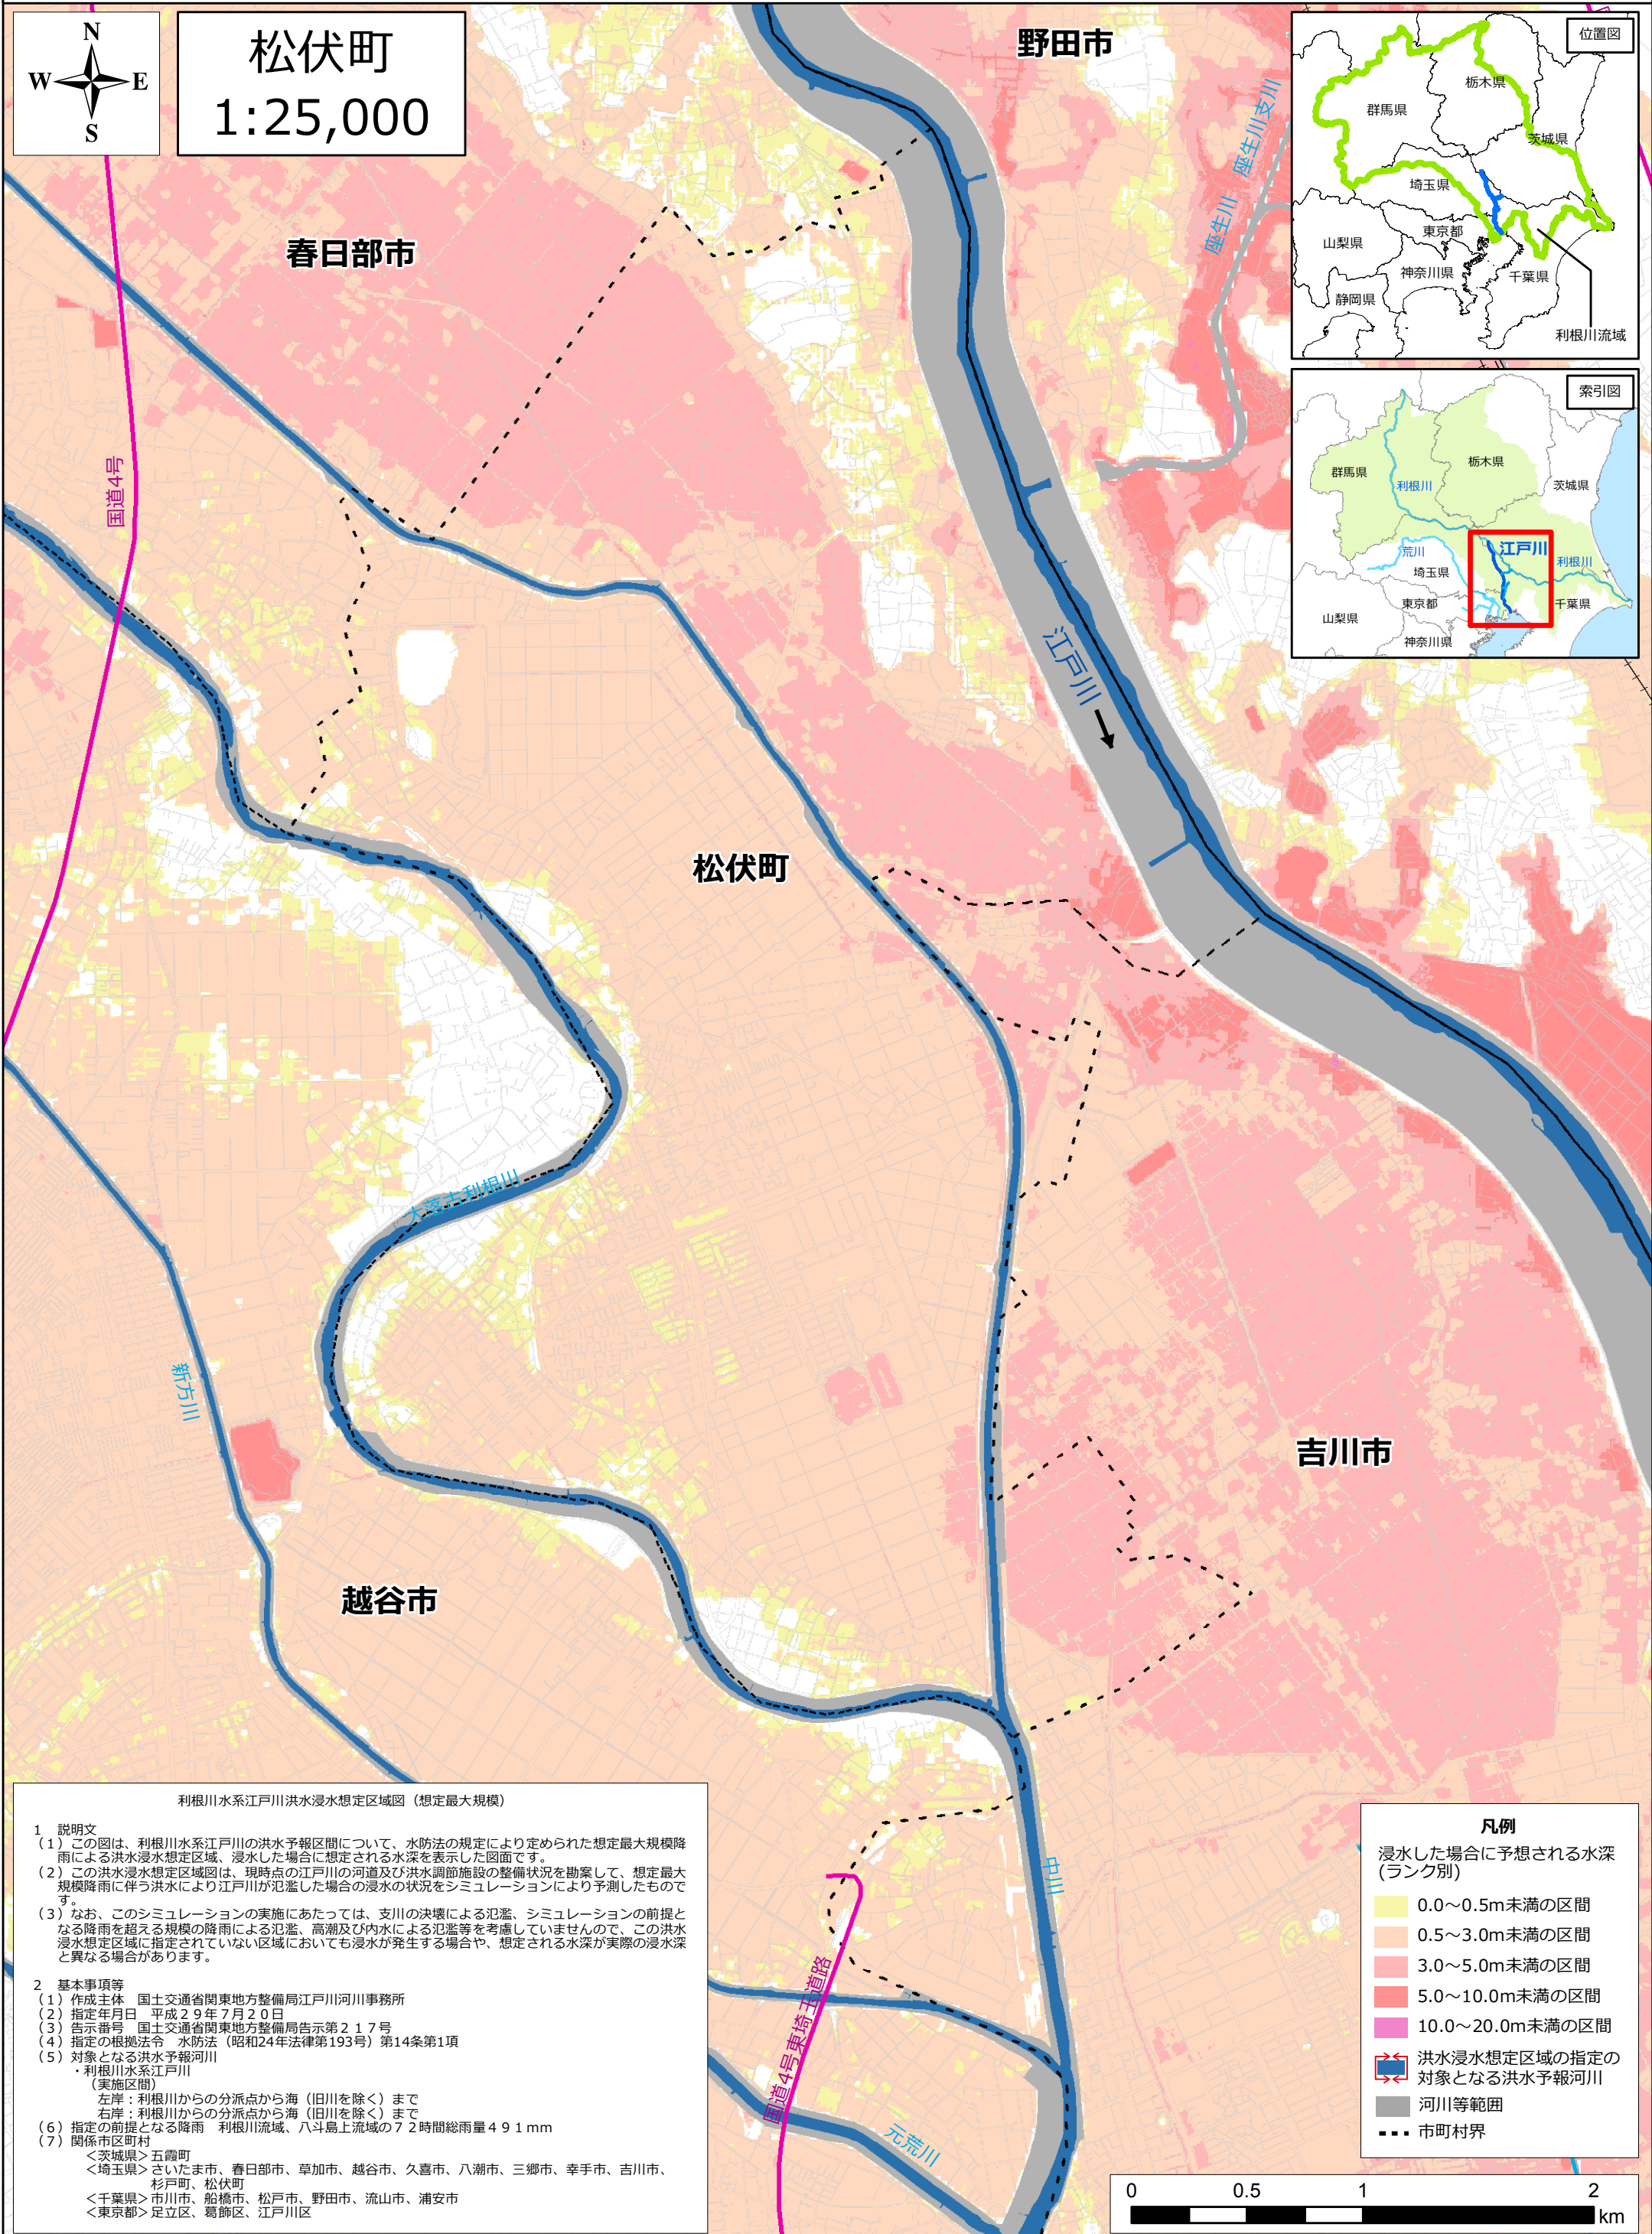 N
W
E
S
松伏町
1:25,000
野田市
春日部市
座生川支川
座生川
国道4号
江戸川
松伏町
大落古利根川
新方川
吉川市
越谷市
中川
国道4号東埼玉道路
元荒川
位置図
栃木県
群馬県
茨城県
埼玉県
東京都
山梨県
神奈川県
千葉県
静岡県
利根川流域
索引図
栃木県
群馬県
利根川
茨城県
江戸川
荒川
利根川
埼玉県
東京都
千葉県
山梨県
神奈川県
利根川水系江戸川洪水浸水想定区域図（想定最大規模）
1 説明文
（1）この図は、利根川水系江戸川の洪水予報区間について、水防法の規定により定められた想定最大規模降
雨による洪水浸水想定区域、浸水した場合に想定される水深を表示した図面です。
（2）この洪水浸水想定区域図は、現時点の江戸川の河道及び洪水調節施設の整備状況を勘案して、想定最大
規模降雨に伴う洪水により江戸川が氾濫した場合の浸水の状況をシミュレーションにより予測したもので
す。
（3）なお、このシミュレーションの実施にあたっては、支川の決壊による氾濫、シミュレーションの前提と
なる降雨を超える規模の降雨による氾濫、高潮及び内水による氾濫等を考慮していませんので、この洪水
浸水想定区域に指定されていない区域においても浸水が発生する場合や、想定される水深が実際の浸水深
と異なる場合があります。
2 基本事項等
（1）作成主体 国土交通省関東地方整備局江戸川河川事務所
（2）指定年月日 平成２９年７月２０日
（3）告示番号 国土交通省関東地方整備局告示第２１７号
（4）指定の根拠法令 水防法（昭和24年法律第193号）第14条第1項
（5）対象となる洪水予報河川
・利根川水系江戸川
（実施区間）
左岸：利根川からの分派点から海（旧川を除く）まで
右岸：利根川からの分派点から海（旧川を除く）まで
（6）指定の前提となる降雨 利根川流域、八斗島上流域の７２時間総雨量４９１mm
（7）関係市区町村
＜茨城県＞五霞町
＜埼玉県＞さいたま市、春日部市、草加市、越谷市、久喜市、八潮市、三郷市、幸手市、吉川市、
杉戸町、松伏町
＜千葉県＞市川市、船橋市、松戸市、野田市、流山市、浦安市
＜東京都＞足立区、葛飾区、江戸川区
凡例
浸水した場合に予想される水深
(ランク別)
0.0～0.5m未満の区間
0.5～3.0m未満の区間
3.0～5.0m未満の区間
5.0～10.0m未満の区間
10.0～20.0m未満の区間
洪水浸水想定区域の指定の
対象となる洪水予報河川
河川等範囲
市町村界
0 0.5 1 2
km